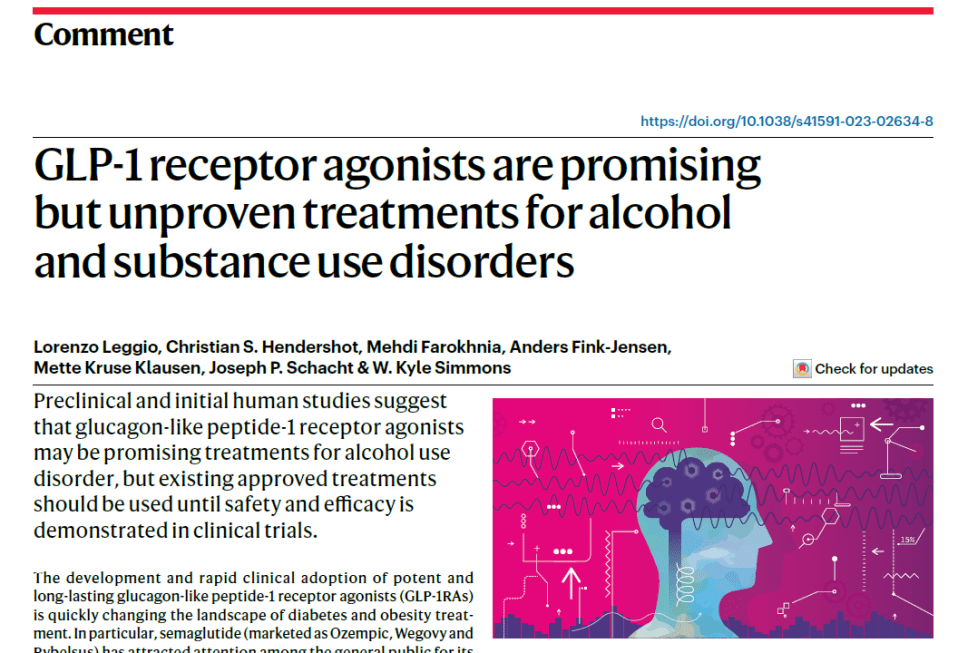 Comment
https://doi.org/10.1038/s41591-023-02634-8
GLP-1 receptor agonists are promising
but unproven treatments for alcohol
and substance use disorders
Lorenzo Leggio, Christian S. Hendershot, Mehdi Farokhnia, Anders Fink-Jensen,
Mette Kruse Klausen, Joseph P. Schacht & W. Kyle Simmons
Check for updates
Preclinical and initial human studies suggest
that glucagon-like peptide-1 receptor agonists
may be promising treatments for alcohol use
disorder, but existing approved treatments
should be used until safety and efficacy is
demonstrated in clinical trials.
The development and rapid clinical adoption of potent and
long-lasting glucagon-like peptide-1 receptor agonists (GLP-1RAs)
is quickly changing the landscape of diabetes and obesity treat-
ment. In particular, semaglutide (marketed as Ozempic, Wegovy and
Rybelsus) has attracted attention among the general public for its
15%